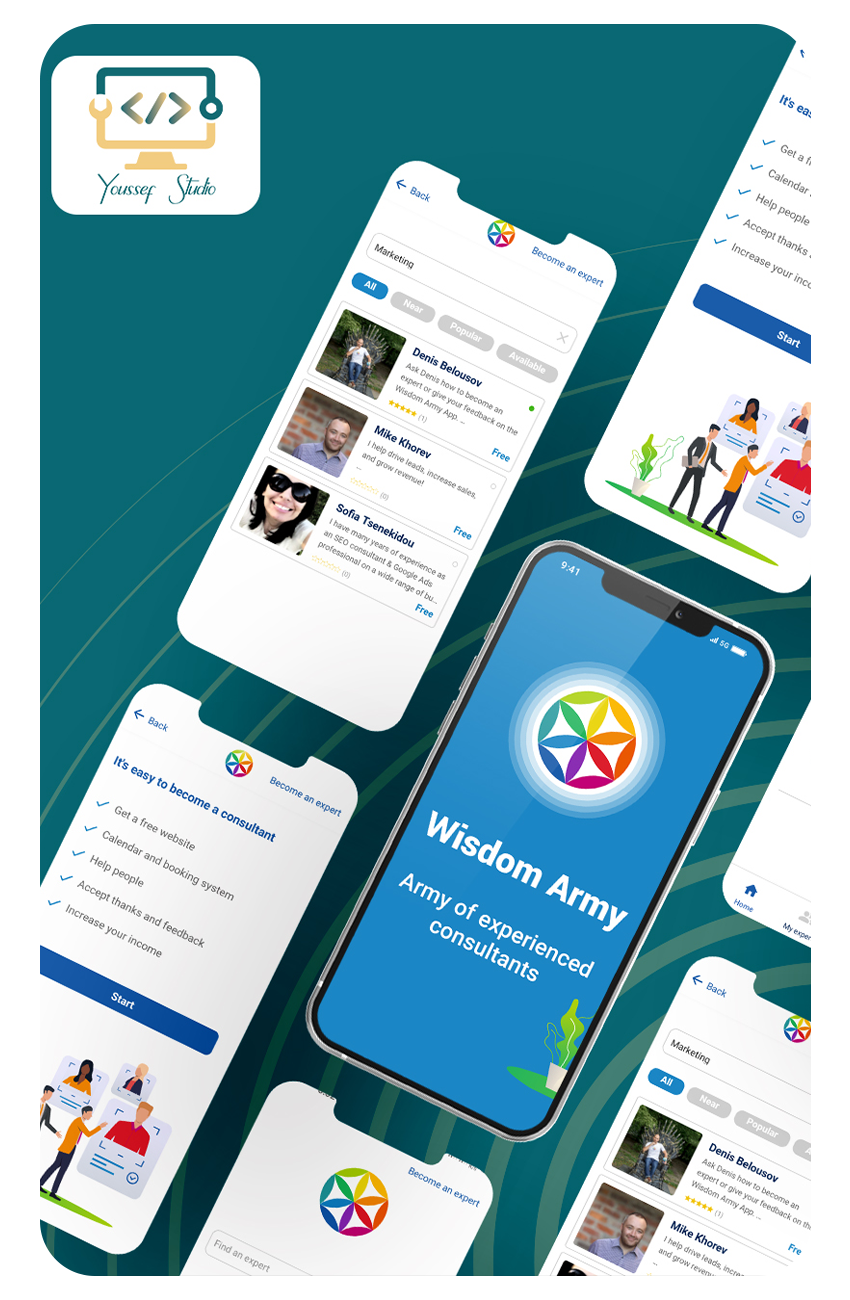 </>
Youssef Studio
Back
Become an expert
Marketing
All
Near
Popular
Available
Denis Belousov
Ask Denis how to become an
expert or give your feedback on the
Wisdom Army App. ...
(1)
Free
Mike Khorev
I help drive leads, increase sales,
and grow revenue!
...
(0)
Free
Sofia Tsenekidou
I have many years of experience as
an SEO consultant & Google Ads
professional on a wide range of bu...
(0)
Free
It's eas
Get a f
Calendar
Help people
Accept thanks
Increase your inco
Start
9:41
5G
Wisdom Army
Army of experienced
consultants
Back
Become an expert
It's easy to become a consultant
Get a free website
Calendar and booking system
Help people
Accept thanks and feedback
Increase your income
Start
Home
My exper
Become an expert
Find an expert
Back
Marketing
All
Near
Popular
A
Denis Belousov
Ask Denis how to become an
expert or give your feedback on th
Wisdom Army App. ...
(1)
Fre
Mike Khorev
I help drive leads, increase sales,
and grow revenue!
...